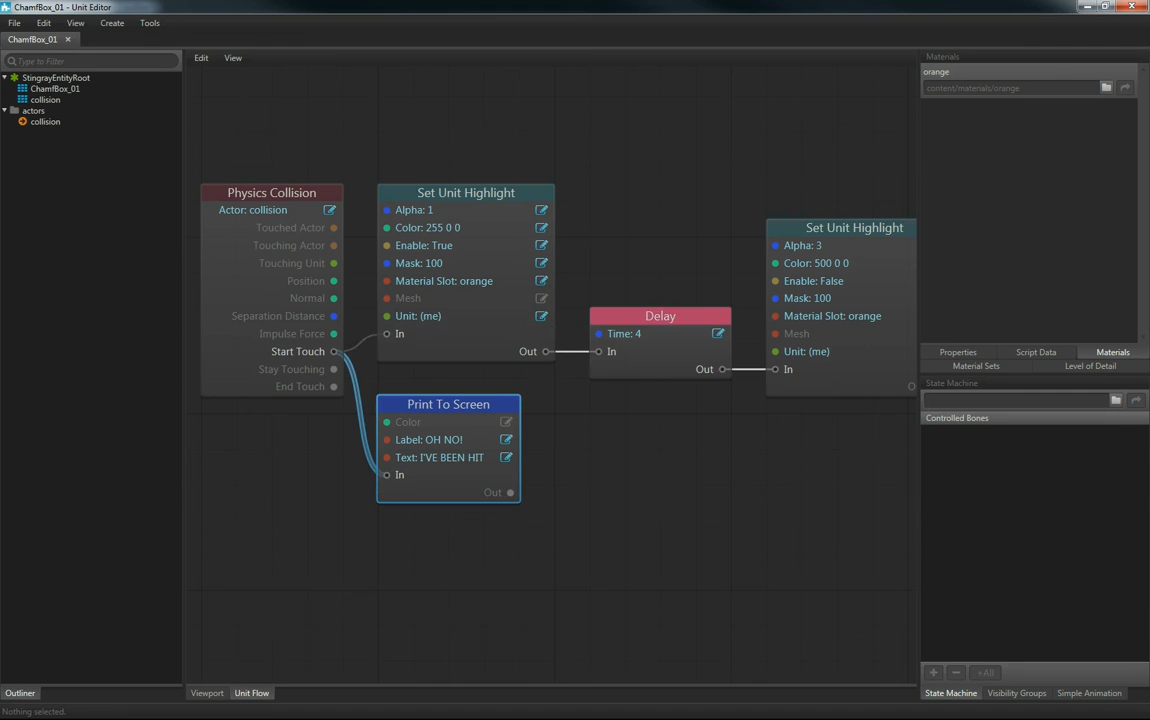 ChamfBox_01 - Unit Editor
File Edit View Create Tools
ChamfBox_01
Type to Filter
StingrayEntityRoot
ChamfBox_01
collision
actors
collision
Edit View
Physics Collision
Actor: collision
Touched Actor
Touching Actor
Touching Unit
Position
Normal
Separation Distance
Impulse Force
Start Touch
Stay Touching
End Touch
Set Unit Highlight
Alpha: 1
Color: 255 0 0
Enable: True
Mask: 100
Material Slot: orange
Mesh
Unit: (me)
In
Out
Print To Screen
Color
Label: OH NO!
Text: I'VE BEEN HIT
In
Out
Delay
Time: 4
In
Out
Set Unit Highlight
Alpha: 3
Color: 500 0 0
Enable: False
Mask: 100
Material Slot: orange
Mesh
Unit: (me)
In
Materials
orange
content/materials/orange
Properties Script Data Materials
Material Sets Level of Detail
State Machine
Controlled Bones
+All
Outliner
Viewport Unit Flow
State Machine Visibility Groups Simple Animation
Nothing selected.